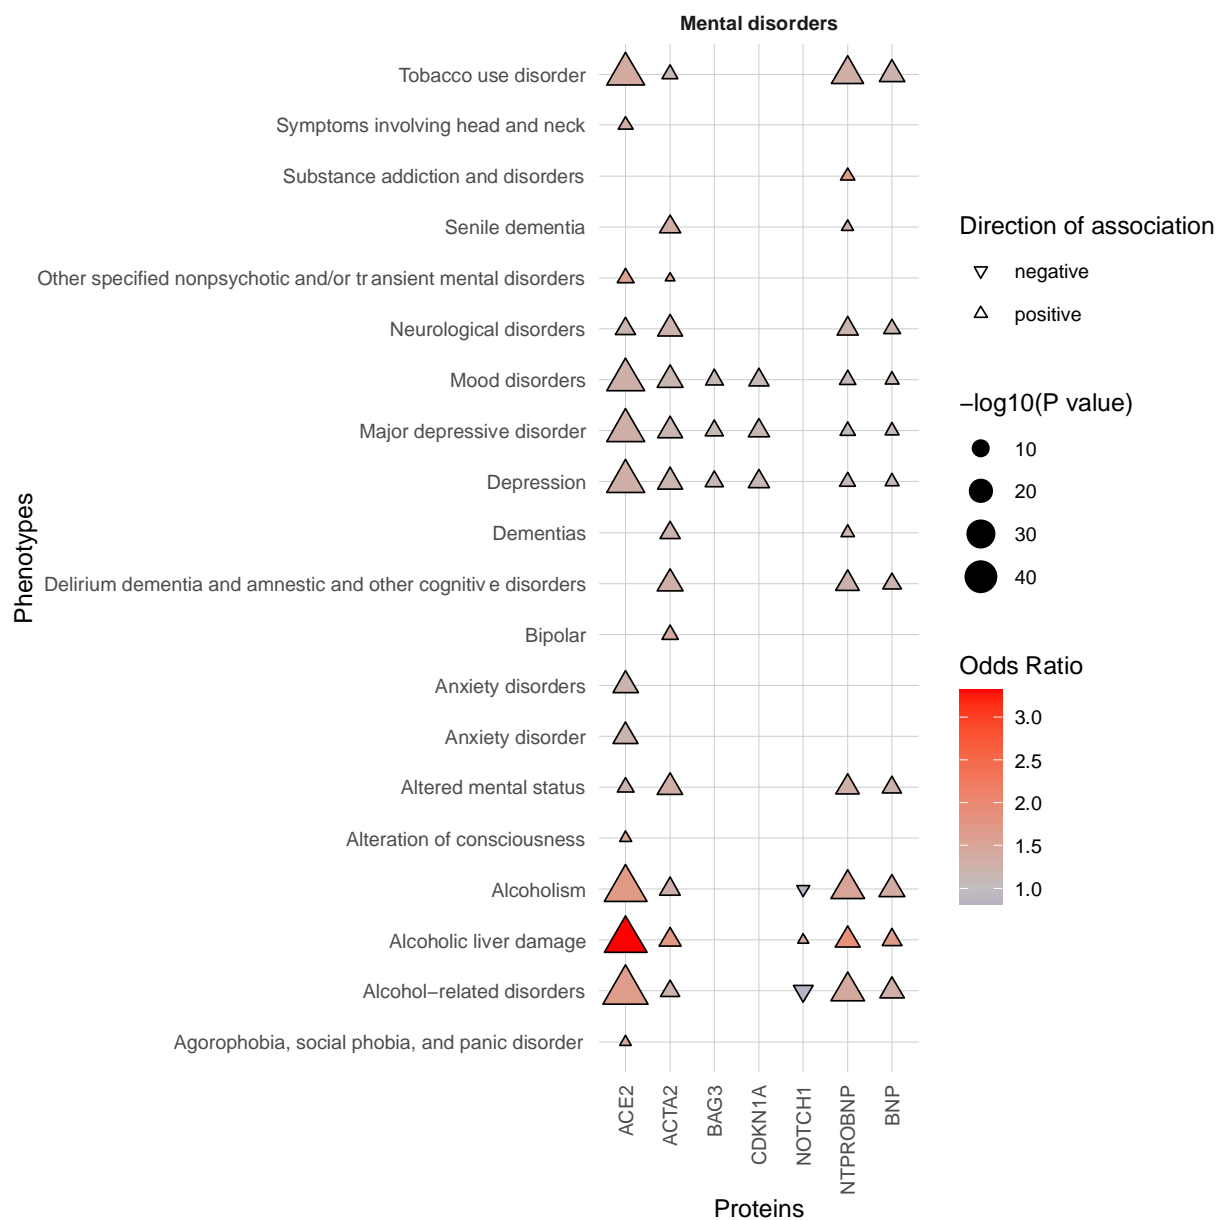 Mental disorders
Phenotypes
Tobacco use disorder
Symptoms involving head and neck
Substance addiction and disorders
Senile dementia
Other specified nonpsychotic and/or transient mental disorders
Neurological disorders
Mood disorders
Major depressive disorder
Depression
Dementias
Delirium dementia and amnestic and other cognitive disorders
Bipolar
Anxiety disorders
Anxiety disorder
Altered mental status
Alteration of consciousness
Alcoholism
Alcoholic liver damage
Alcohol−related disorders
Agorophobia, social phobia, and panic disorder
ACE2
ACTA2
BAG3
CDKN1A
NOTCH1
NTPROBNP
BNP
Proteins
Direction of association
negative
positive
−log10(P value)
10
20
30
40
Odds Ratio
3.0
2.5
2.0
1.5
1.0